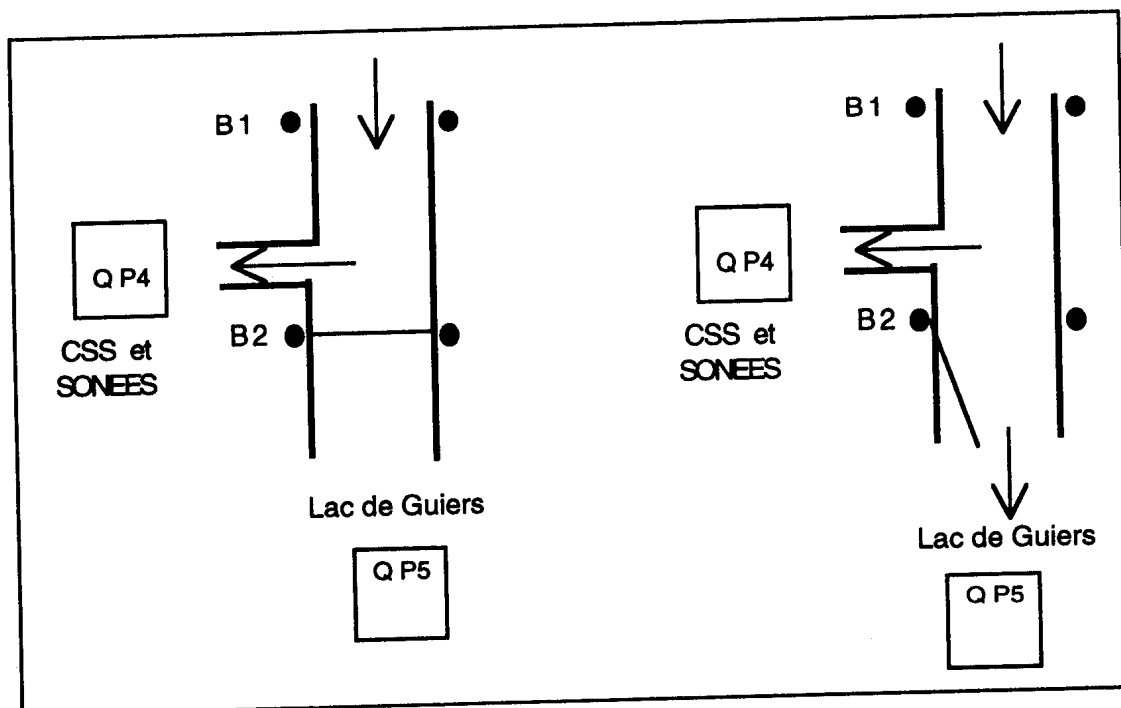 B1
Q P4
CSS et
SONEES
B2
Lac de Guiers
Q P5
B1
Q P4
CSS et
SONEES
B2
Lac de Guiers
Q P5